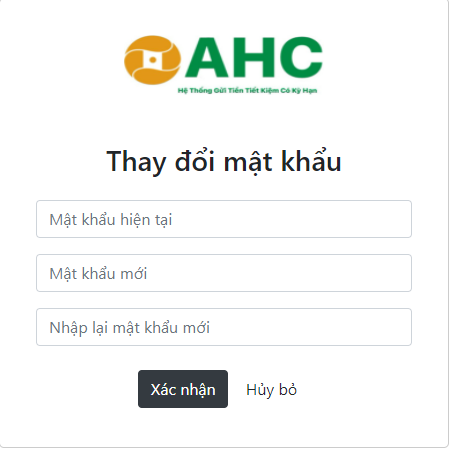 AHC
Hệ Thống Gửi Tiền Tiết Kiệm Có Kỳ Hạn
Thay đổi mật khẩu
Mật khẩu hiện tại
Mật khẩu mới
Nhập lại mật khẩu mới
Xác nhận Hủy bỏ